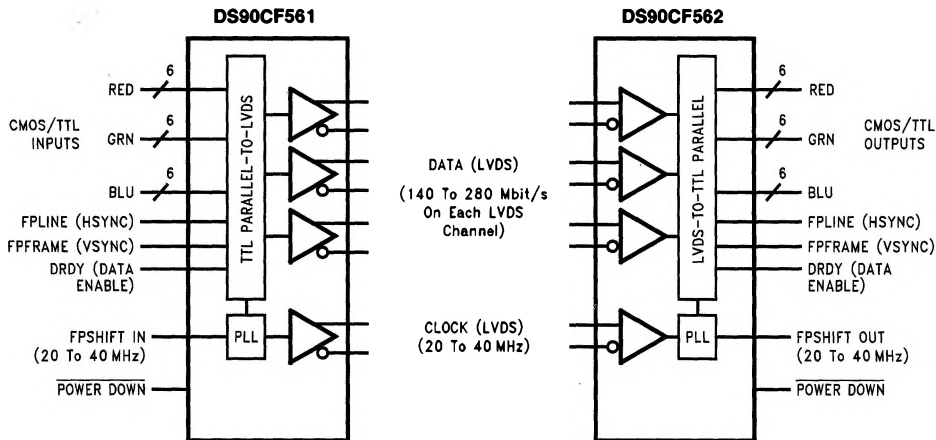 DS90CF561
DS90CF562
RED
6
CMOS/TTL
INPUTS
GRN
6
BLU
6
FPLINE (HSYNC)
FPFRAME (VSYNC)
DRDY (DATA
ENABLE)
FPSHIFT IN
(20 To 40 MHz)
POWER DOWN
TTL PARALLEL-TO-LVDS
PLL
DATA (LVDS)
(140 To 280 Mbit/s
On Each LVDS
Channel)
CLOCK (LVDS)
(20 To 40 MHz)
LVDS-TO-TTL PARALLEL
PLL
6
RED
6
GRN
CMOS/TTL
OUTPUTS
6
BLU
FPLINE (HSYNC)
FPFRAME (VSYNC)
DRDY (DATA
ENABLE)
FPSHIFT OUT
(20 To 40 MHz)
POWER DOWN